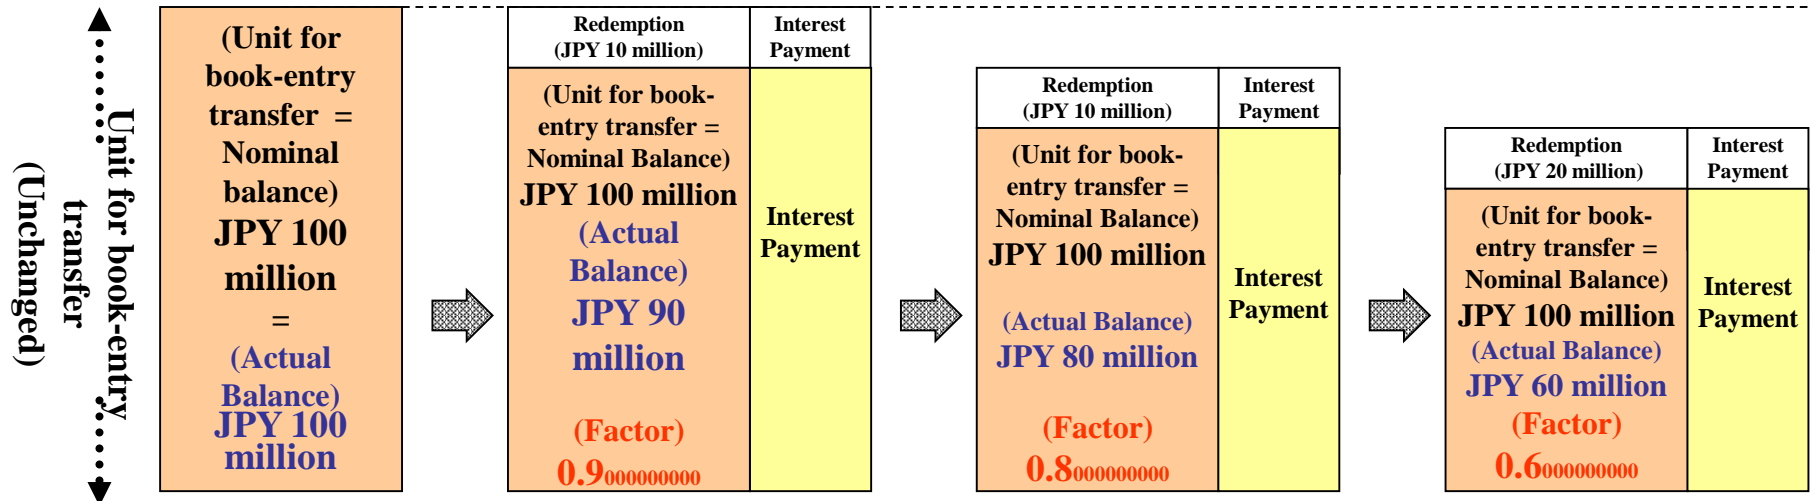 Unit for book-entry
transfer
(Unchanged)
(Unit for
book-entry
transfer =
Nominal
balance)
JPY 100
million
=
(Actual
Balance)
JPY 100
million
Redemption
(JPY 10 million)
Interest
Payment
(Unit for book-
entry transfer =
Nominal Balance)
JPY 100 million
(Actual
Balance)
JPY 90
million
(Factor)
0.9000000000
Interest
Payment
Redemption
(JPY 10 million)
Interest
Payment
(Unit for book-
entry transfer =
Nominal Balance)
JPY 100 million
(Actual Balance)
JPY 80 million
(Factor)
0.8000000000
Interest
Payment
Redemption
(JPY 20 million)
Interest
Payment
(Unit for book-
entry transfer =
Nominal Balance)
JPY 100 million
(Actual Balance)
JPY 60 million
(Factor)
0.6000000000
Interest
Payment